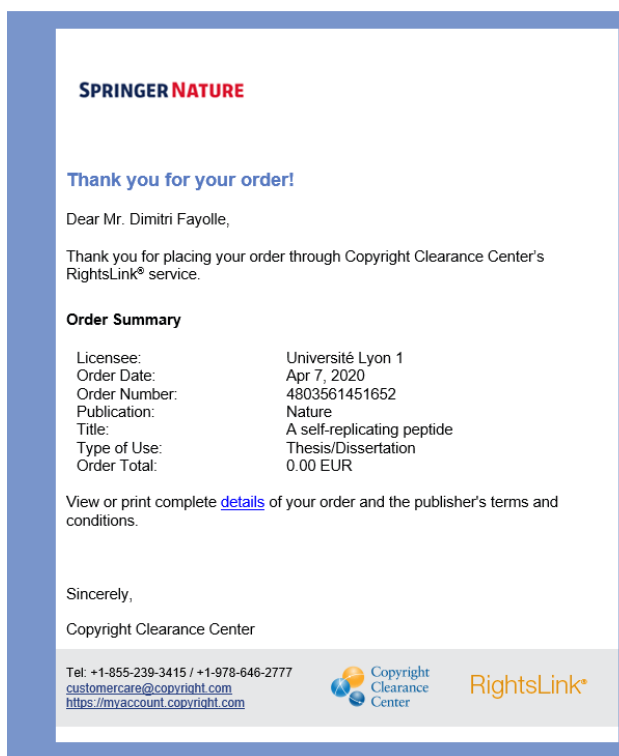 SPRINGER NATURE
Thank you for your order!
Dear Mr. Dimitri Fayolle,
Thank you for placing your order through Copyright Clearance Center's
RightsLink® service.
Order Summary
Licensee: Université Lyon 1
Order Date: Apr 7, 2020
Order Number: 4803561451652
Publication: Nature
Title: A self-replicating peptide
Type of Use: Thesis/Dissertation
Order Total: 0.00 EUR
View or print complete details of your order and the publisher's terms and
conditions.
Sincerely,
Copyright Clearance Center
Tel: +1-855-239-3415 / +1-978-646-2777
customercare@copyright.com
https://myaccount.copyright.com
Copyright
Clearance
Center
RightsLink®